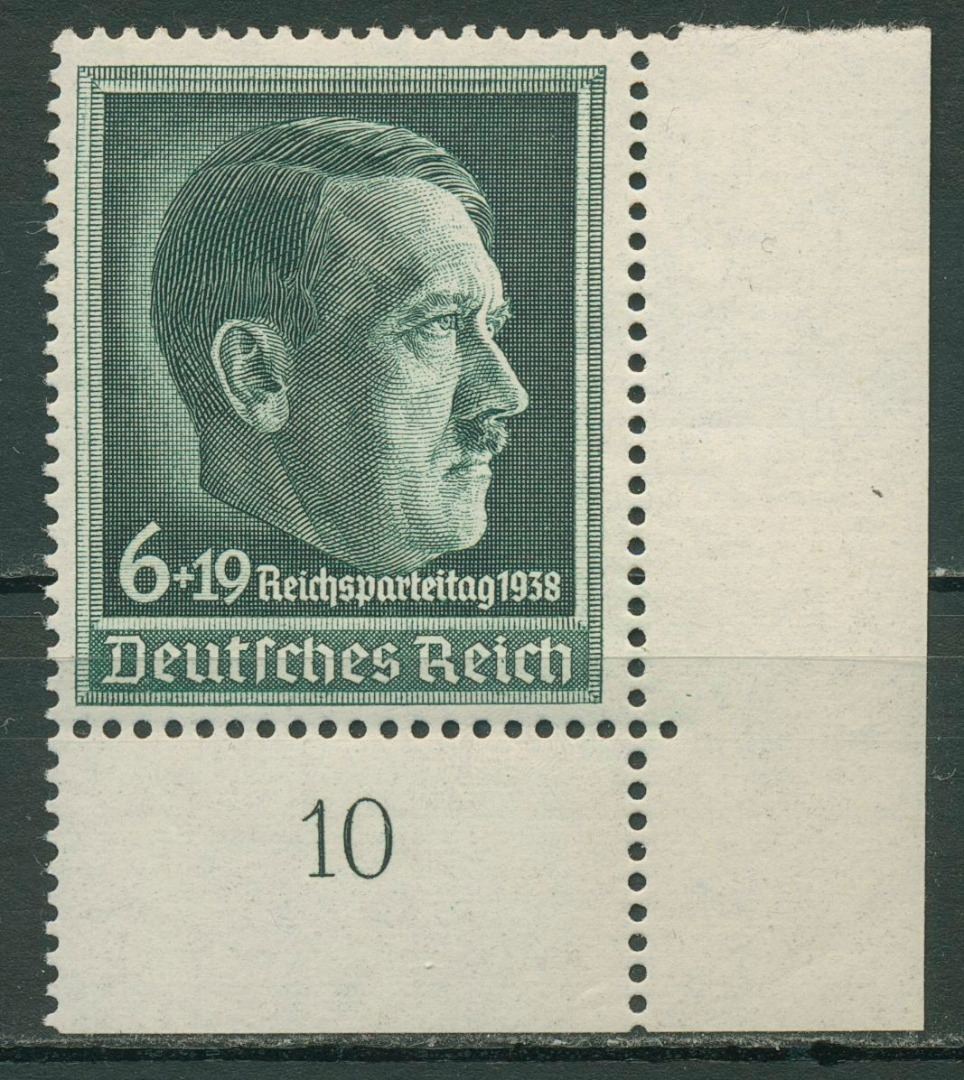 6+19 Reichsparteitag 1938
Deutsches Reich
10